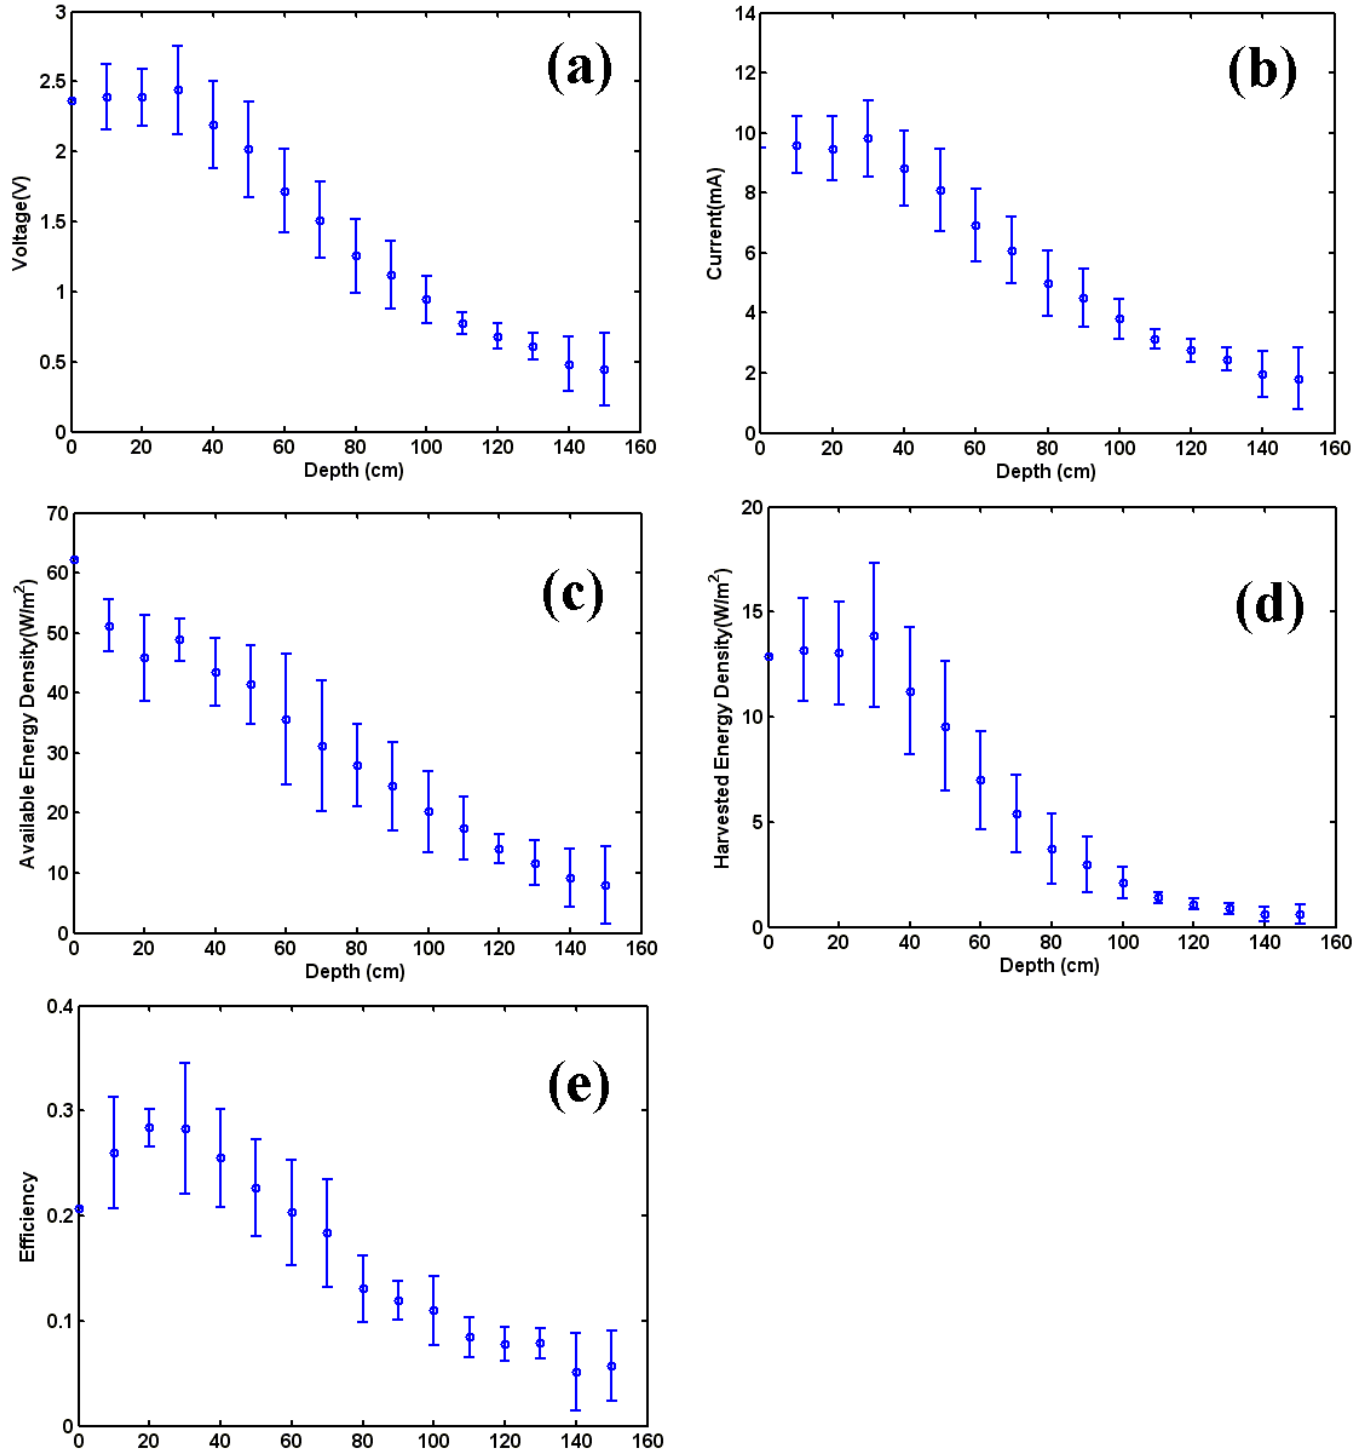 3
2.5
2
1.5
1
0.5
0
Voltage(V)
(a)
0 20 40 60 80 100 120 140 160
Depth (cm)
14
12
10
8
6
4
2
0
Current(mA)
(b)
0 20 40 60 80 100 120 140 160
Depth (cm)
70
60
50
40
30
20
10
0
Available Energy Density(W/m²)
(c)
0 20 40 60 80 100 120 140 160
Depth (cm)
20
15
10
5
0
Harvested Energy Density(W/m²)
(d)
0 20 40 60 80 100 120 140 160
Depth (cm)
0.4
0.3
0.2
0.1
0
Efficiency
(e)
0 20 40 60 80 100 120 140 160